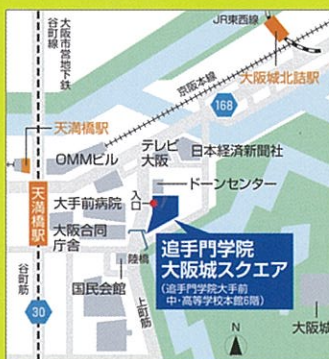 大阪市営地下鉄
谷町線
JR東西線
大阪城北詰駅
京阪本線
168
天満橋駅
OMMビル
テレビ
大阪
日本経済新聞社
ドーンセンター
天満橋駅
大手前病院
入
口
大阪合同
庁舎
陸橋
追手門学院
大阪城スクエア
(追手門学院大手前
中・高等学校本館6階)
国民会館
谷町筋
上町筋
30
N
大阪城